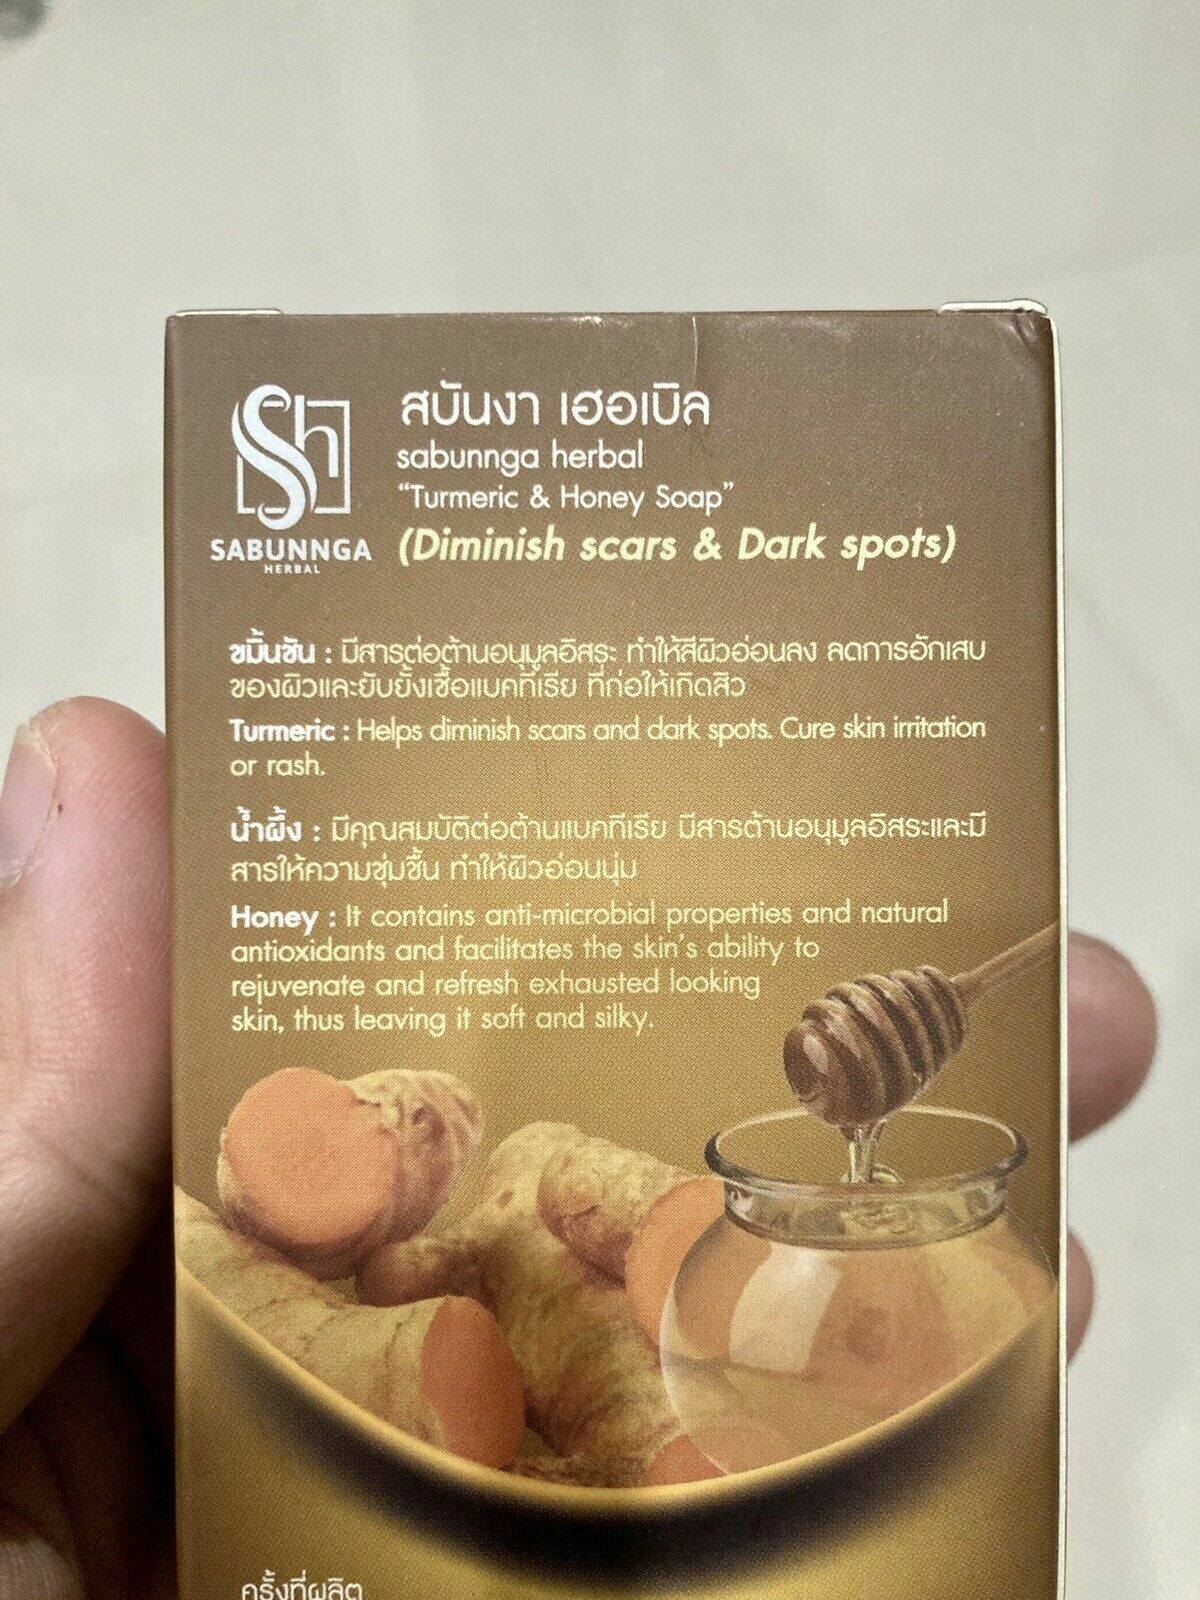 Sh
SABUNNGA
HERBAL
สบันงา เฮอเบิล
sabunnga herbal
“Turmeric & Honey Soap”
(Diminish scars & Dark spots)
ขมิ้นชัน : มีสารต่อต้านอนุมูลอิสระ ทำให้สีผิวอ่อนลง ลดการอักเสบ
ของผิวและยับยั้งเชื้อแบคทีเรีย ที่ก่อให้เกิดสิว
Turmeric : Helps diminish scars and dark spots. Cure skin irritation
or rash.
น้ำผึ้ง : มีคุณสมบัติต่อต้านแบคทีเรีย มีสารต้านอนุมูลอิสระและมี
สารให้ความชุ่มชื้น ทำให้ผิวอ่อนนุ่ม
Honey : It contains anti-microbial properties and natural
antioxidants and facilitates the skin’s ability to
rejuvenate and refresh exhausted looking
skin, thus leaving it soft and silky.
ครั้งที่ผลิต